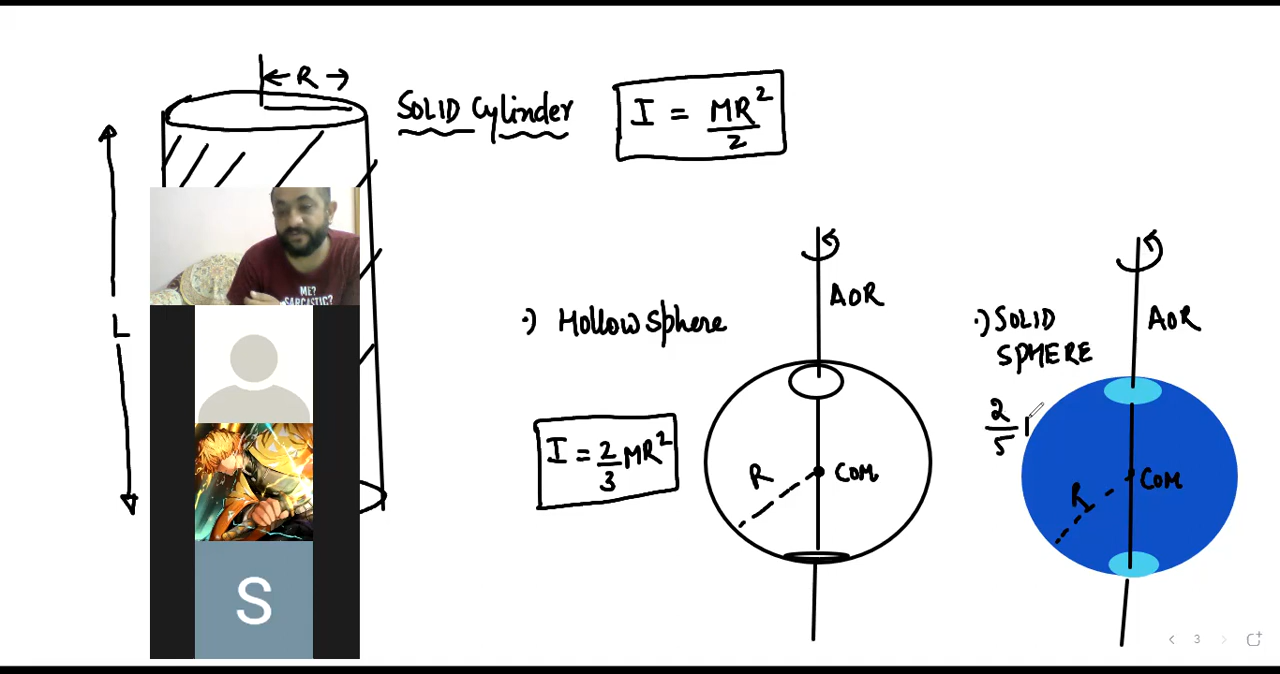 R
SOLID Cylinder
I = MR²/2
L
ME?
SARCASTIC?
S
·) Hollow Sphere
I = 2/3 MR²
AOR
R
COM
·) SOLID
SPHERE
2/5
AOR
R
COM
3